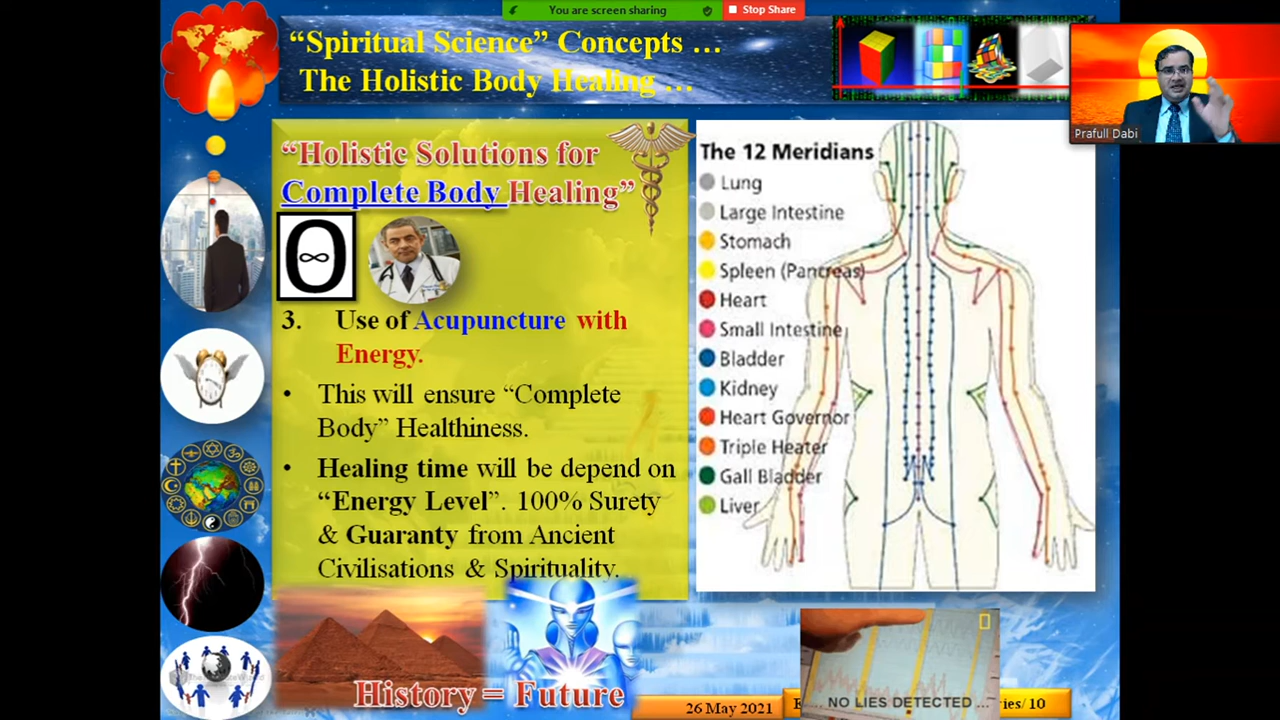 You are screen sharing
Stop Share
“Spiritual Science” Concepts …
The Holistic Body Healing …
Prafull Dabi
“Holistic Solutions for
Complete Body Healing”
3. Use of Acupuncture with
Energy.
• This will ensure “Complete
Body” Healthiness.
• Healing time will be depend on
“Energy Level”. 100% Surety
& Guaranty from Ancient
Civilisations & Spirituality.
The 12 Meridians
Lung
Large Intestine
Stomach
Spleen (Pancreas)
Heart
Small Intestine
Bladder
Kidney
Heart Governor
Triple Heater
Gall Bladder
Liver
History = Future
26 May 2021
ries/ 10
NO LIES DETECTED ...